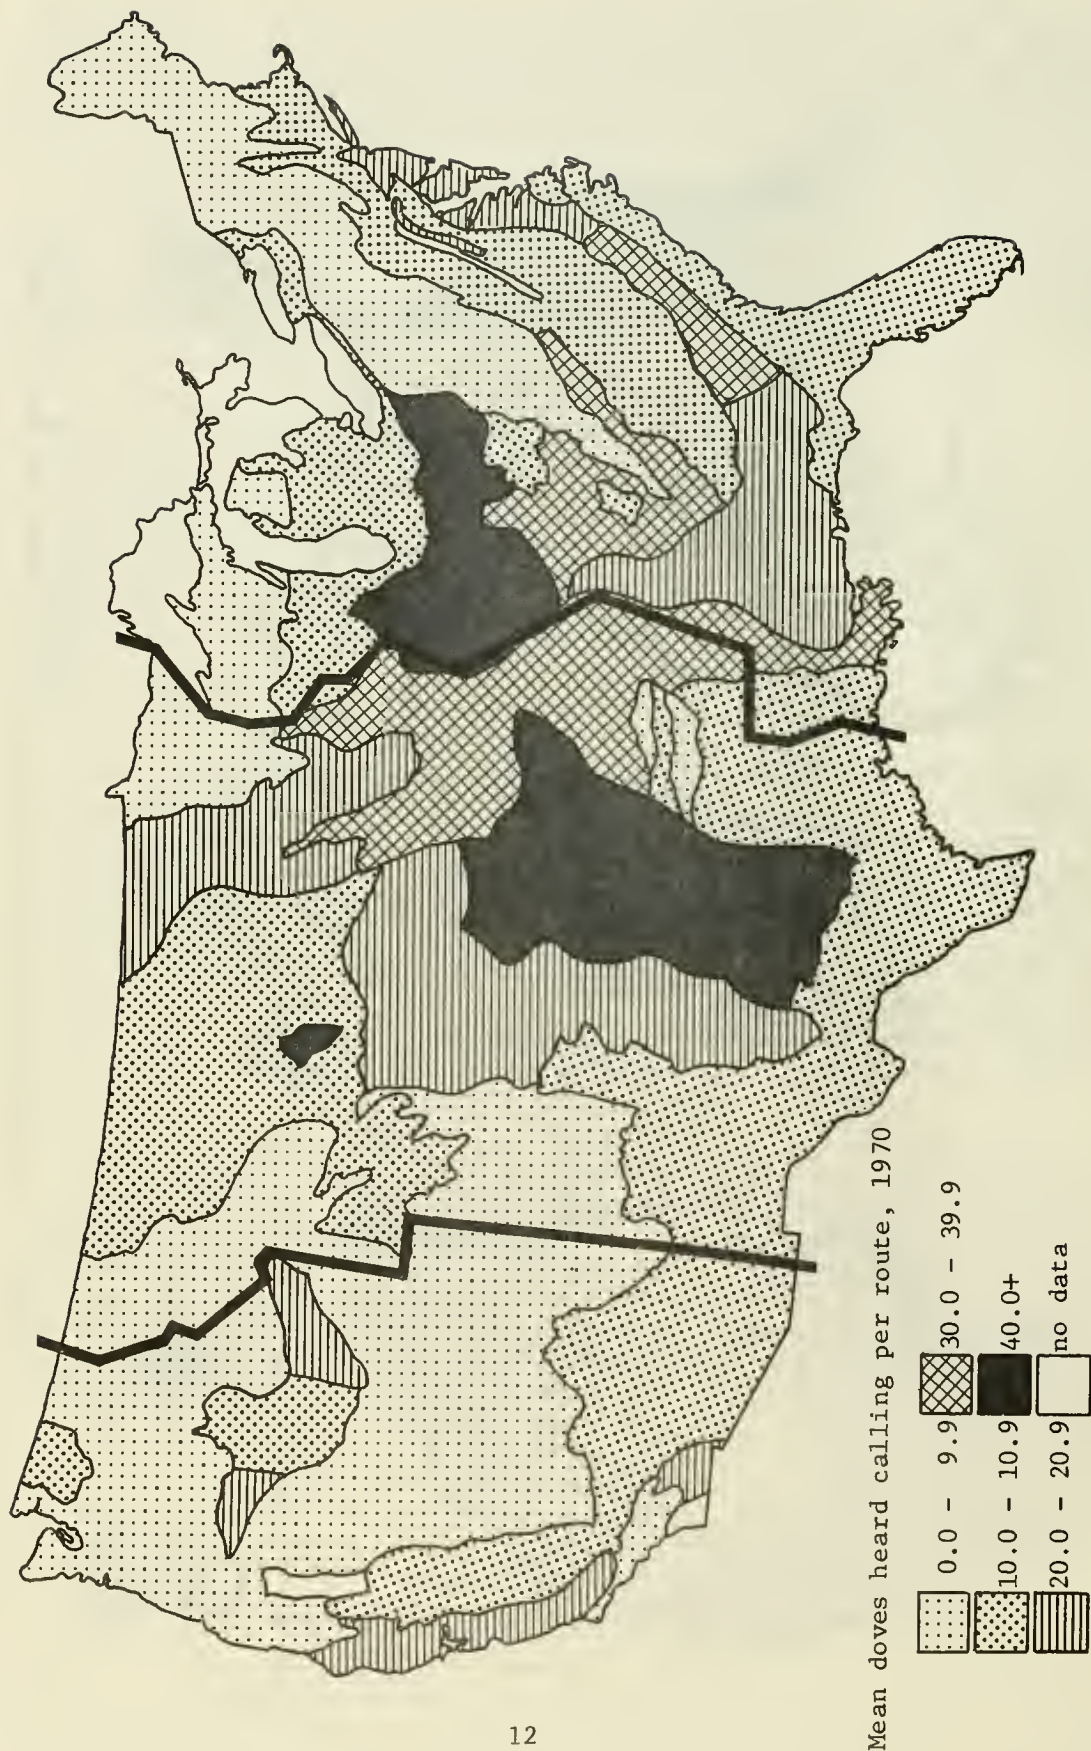 Mean doves heard calling per route, 1970
0.0 - 9.9 30.0 - 39.9
10.0 - 10.9 40.0+
20.0 - 20.9 no data
12